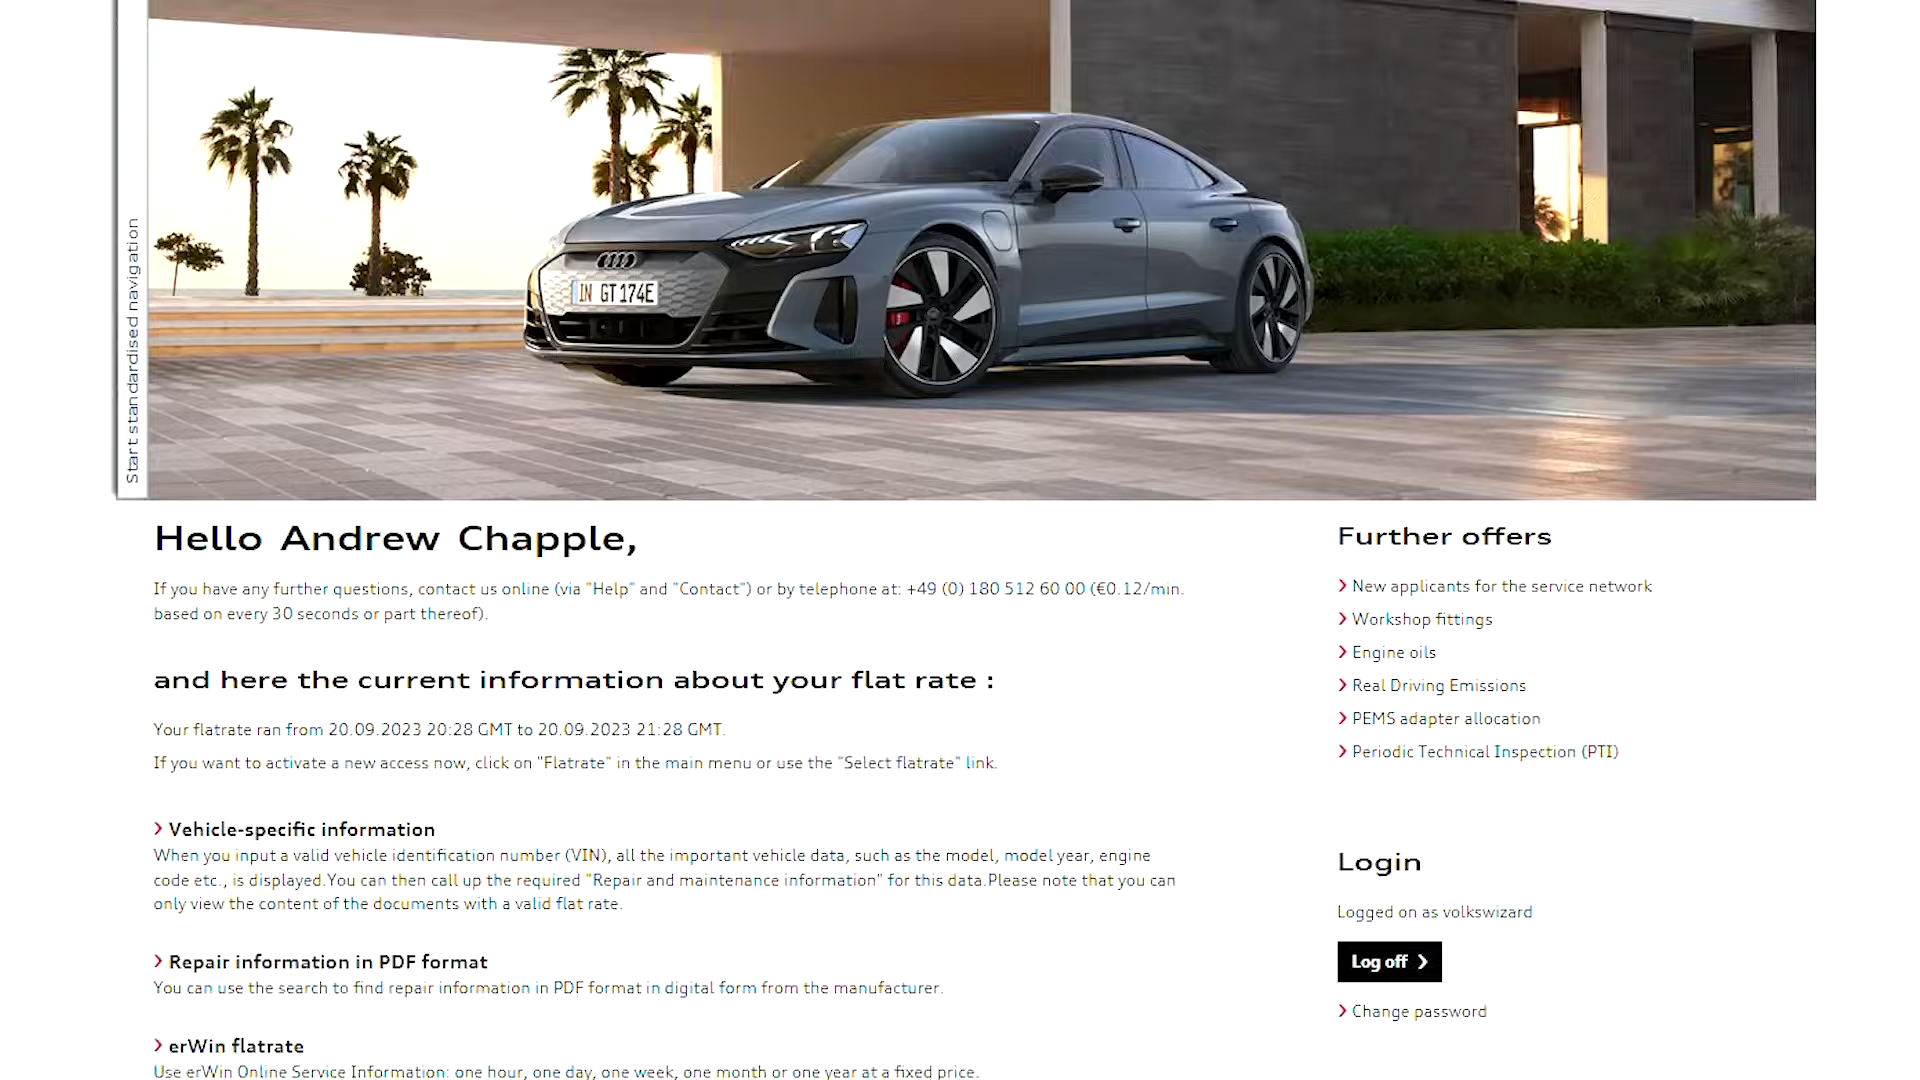 Start standardised navigation
IN GT 174E
Hello Andrew Chapple,
If you have any further questions, contact us online (via "Help" and "Contact") or by telephone at: +49 (0) 180 512 60 00 (€0.12/min.
based on every 30 seconds or part thereof).
and here the current information about your flat rate :
Your flatrate ran from 20.09.2023 20:28 GMT to 20.09.2023 21:28 GMT.
If you want to activate a new access now, click on "Flatrate" in the main menu or use the "Select flatrate" link.
Vehicle-specific information
When you input a valid vehicle identification number (VIN), all the important vehicle data, such as the model, model year, engine
code etc., is displayed.You can then call up the required "Repair and maintenance information" for this data.Please note that you can
only view the content of the documents with a valid flat rate.
Repair information in PDF format
You can use the search to find repair information in PDF format in digital form from the manufacturer.
erWin flatrate
Use erWin Online Service Information: one hour, one day, one week, one month or one year at a fixed price.
Further offers
New applicants for the service network
Workshop fittings
Engine oils
Real Driving Emissions
PEMS adapter allocation
Periodic Technical Inspection (PTI)
Login
Logged on as volkswizard
Log off
Change password